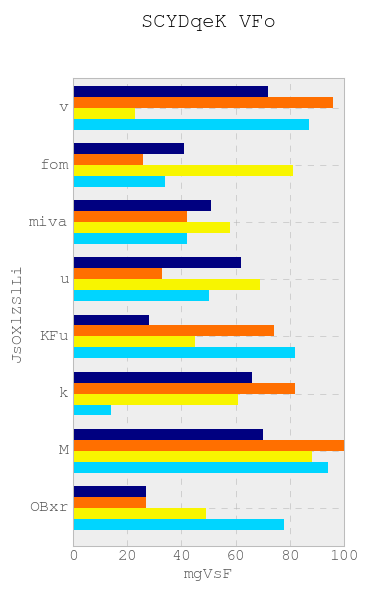 SCYDqeK VFo
v
fom
miva
u
KFu
k
M
OBxr
JsOXlZSlLi
0 20 40 60 80 100
mgVsF